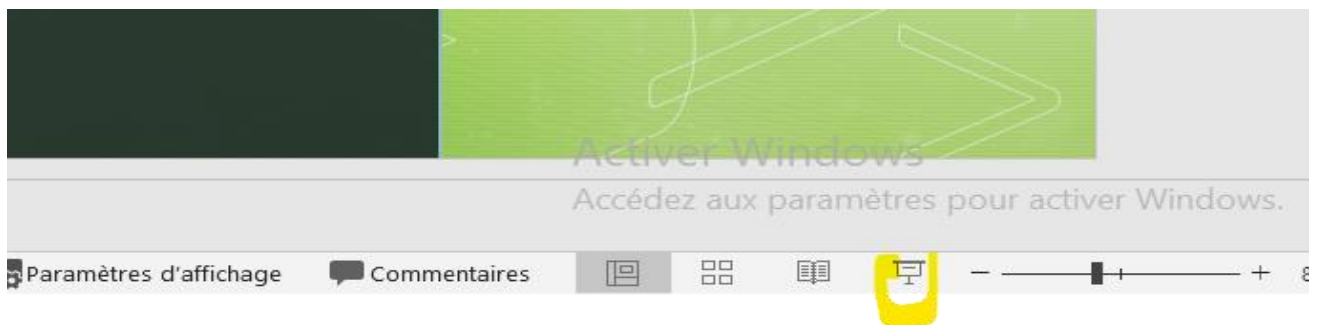 Activer Windows
Accédez aux paramètres pour activer Windows.
Paramètres d'affichage Commentaires